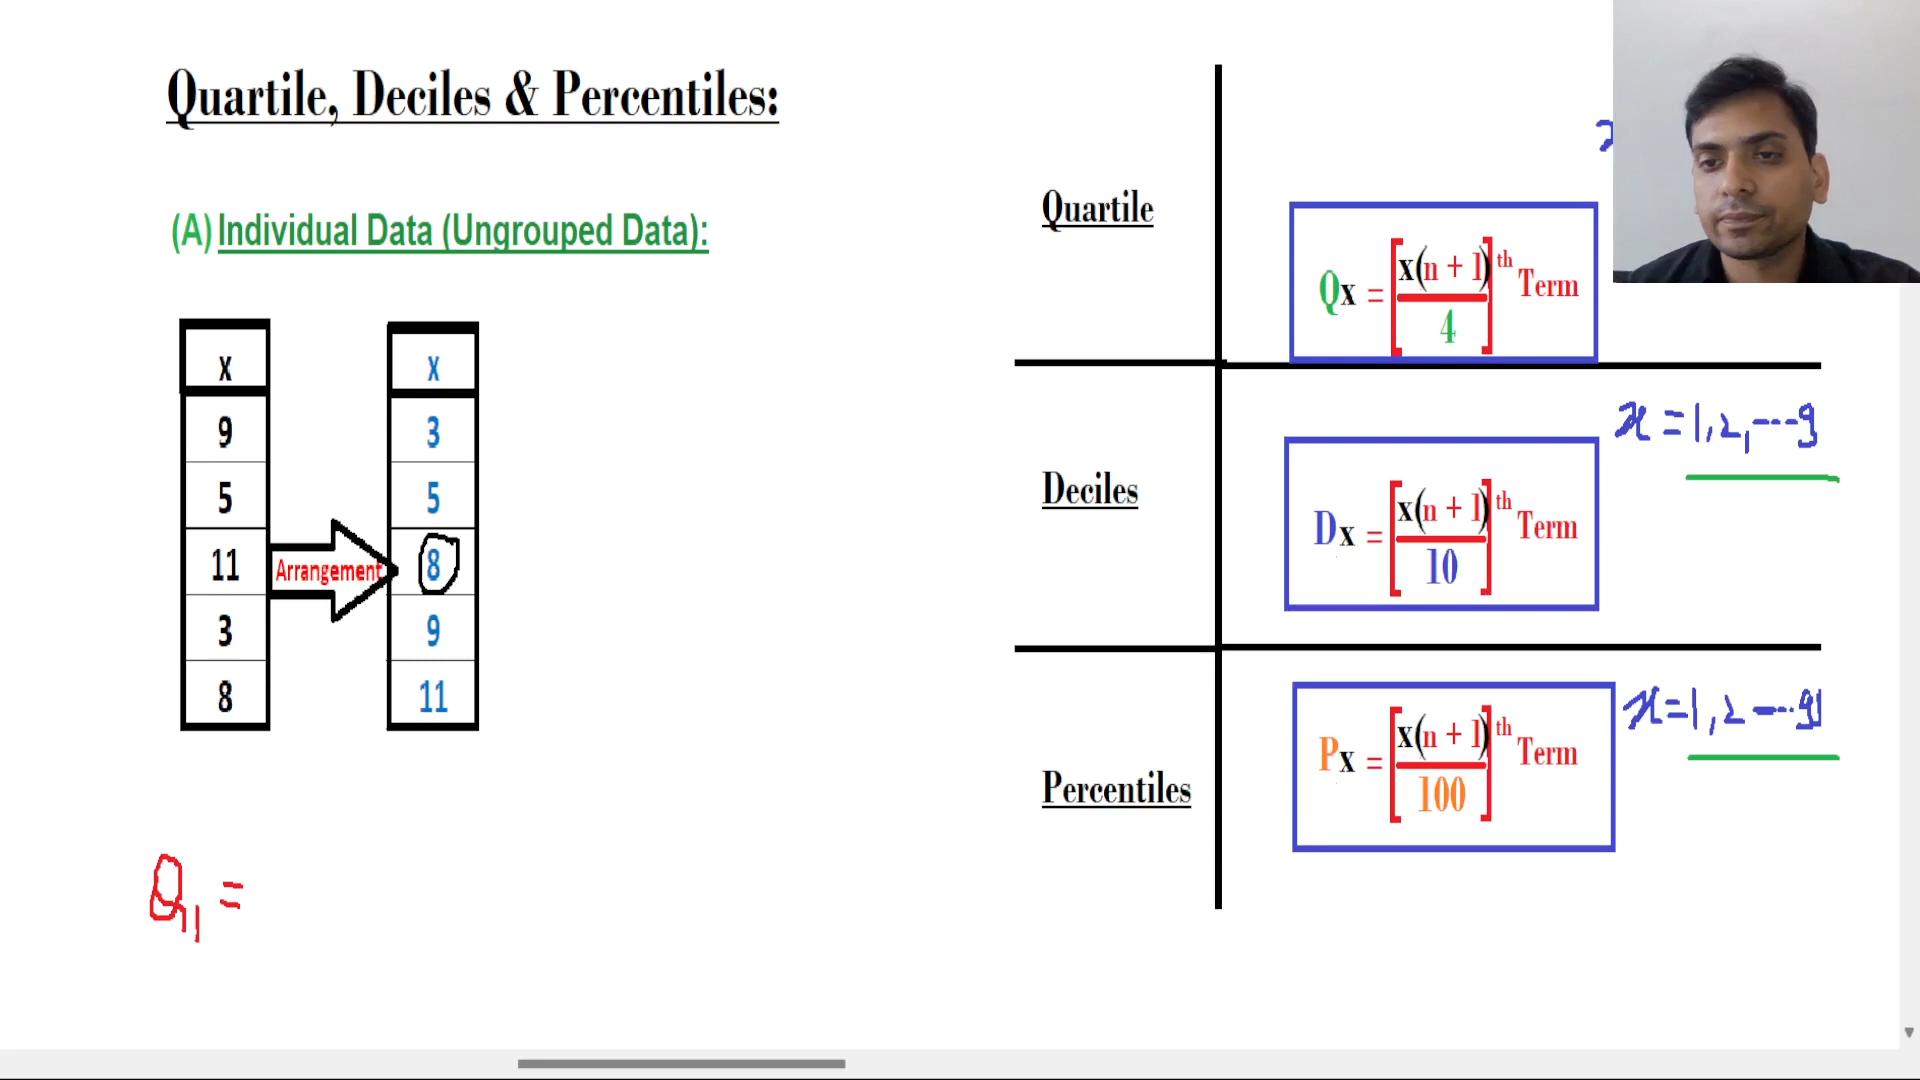 Quartile, Deciles & Percentiles:
(A) Individual Data (Ungrouped Data):
x
9
5
11
3
8
Arrangement
x
3
5
8
9
11
Q1 =
Quartile
Qx = [x(n + 1)/4]th Term
Deciles
Dx = [x(n + 1)/10]th Term
x = 1, 2, ---9
Percentiles
Px = [x(n + 1)/100]th Term
x = 1, 2 ---99